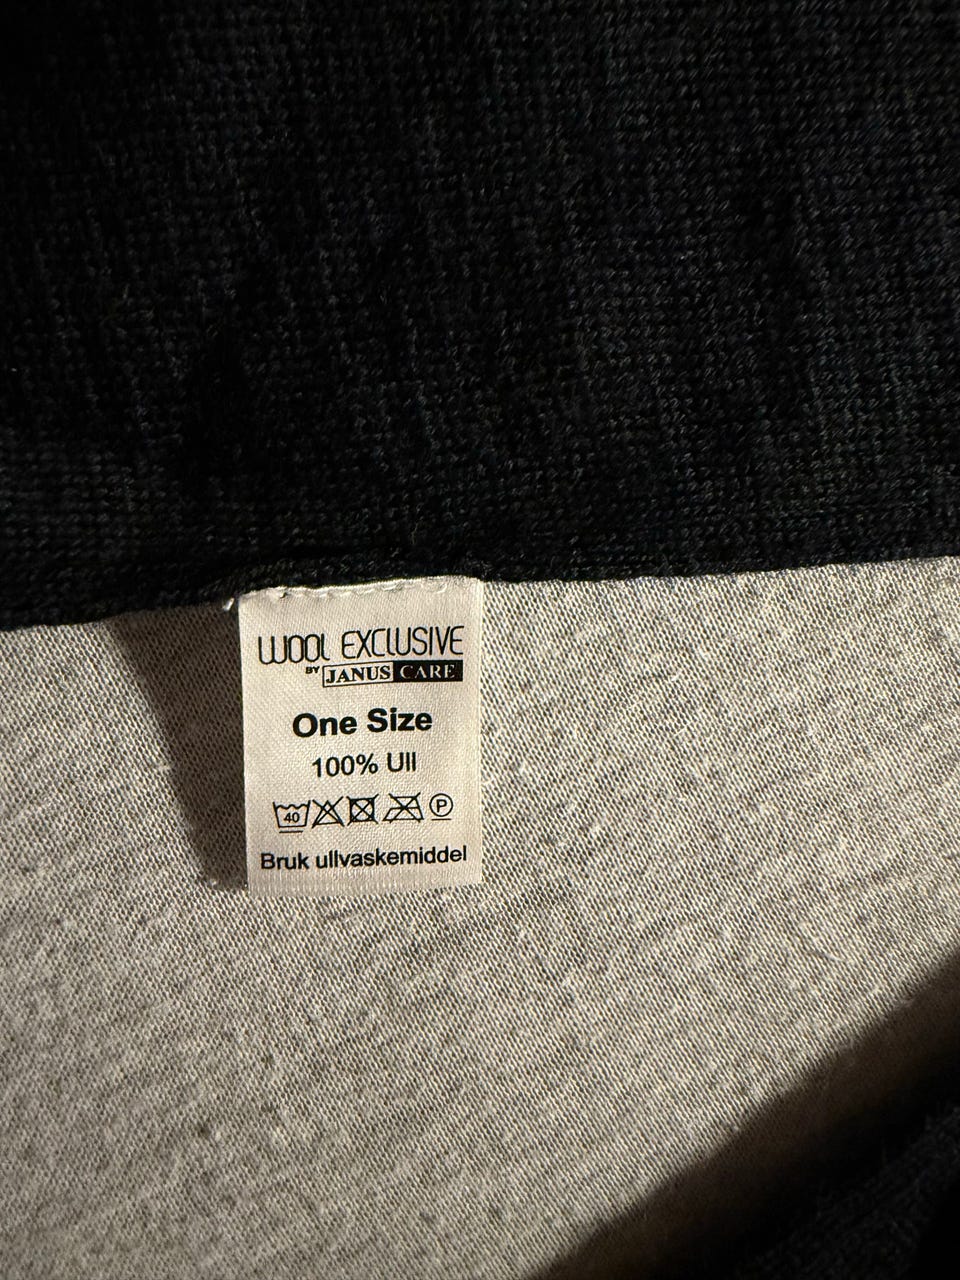 WOOL EXCLUSIVE
BY JANUS CARE
One Size
100% Ull
40 P
Bruk ullvaskemiddel